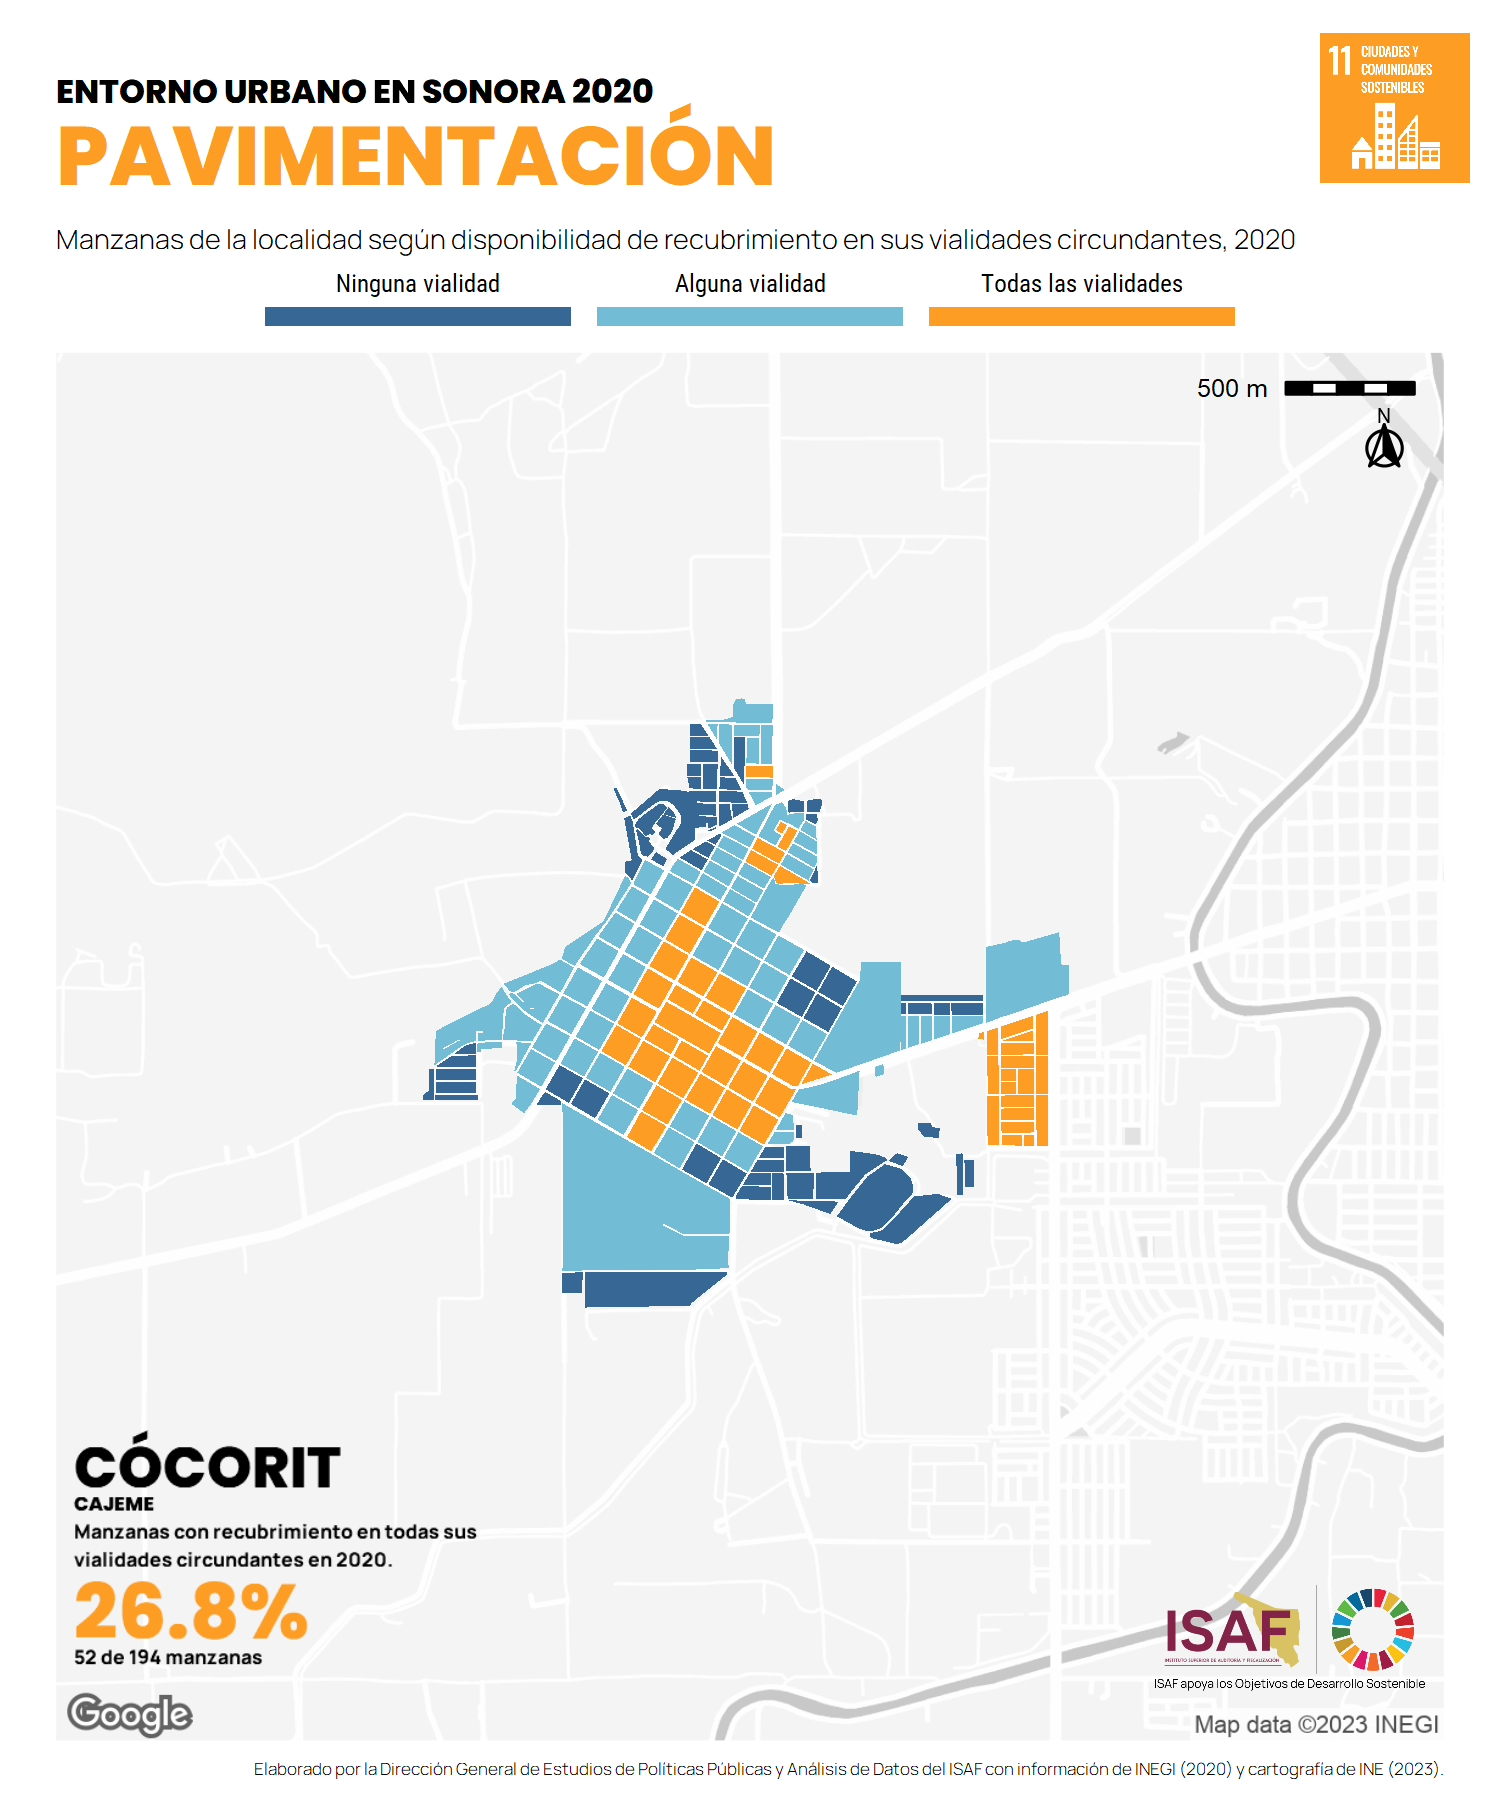 ENTORNO URBANO EN SONORA 2020
PAVIMENTACIÓN
11 CIUDADES Y
COMUNIDADES
SOSTENIBLES
Manzanas de la localidad según disponibilidad de recubrimiento en sus vialidades circundantes, 2020
Ninguna vialidad
Alguna vialidad
Todas las vialidades
500 m
N
CÓCORIT
CAJEME
Manzanas con recubrimiento en todas sus
vialidades circundantes en 2020.
26.8%
52 de 194 manzanas
Google
ISAF
INSTITUTO SUPERIOR DE AUDITORÍA Y FISCALIZACIÓN
ISAF apoya los Objetivos de Desarrollo Sostenible
Map data ©2023 INEGI
Elaborado por la Dirección General de Estudios de Políticas Públicas y Análisis de Datos del ISAF con información de INEGI (2020) y cartografía de INE (2023).